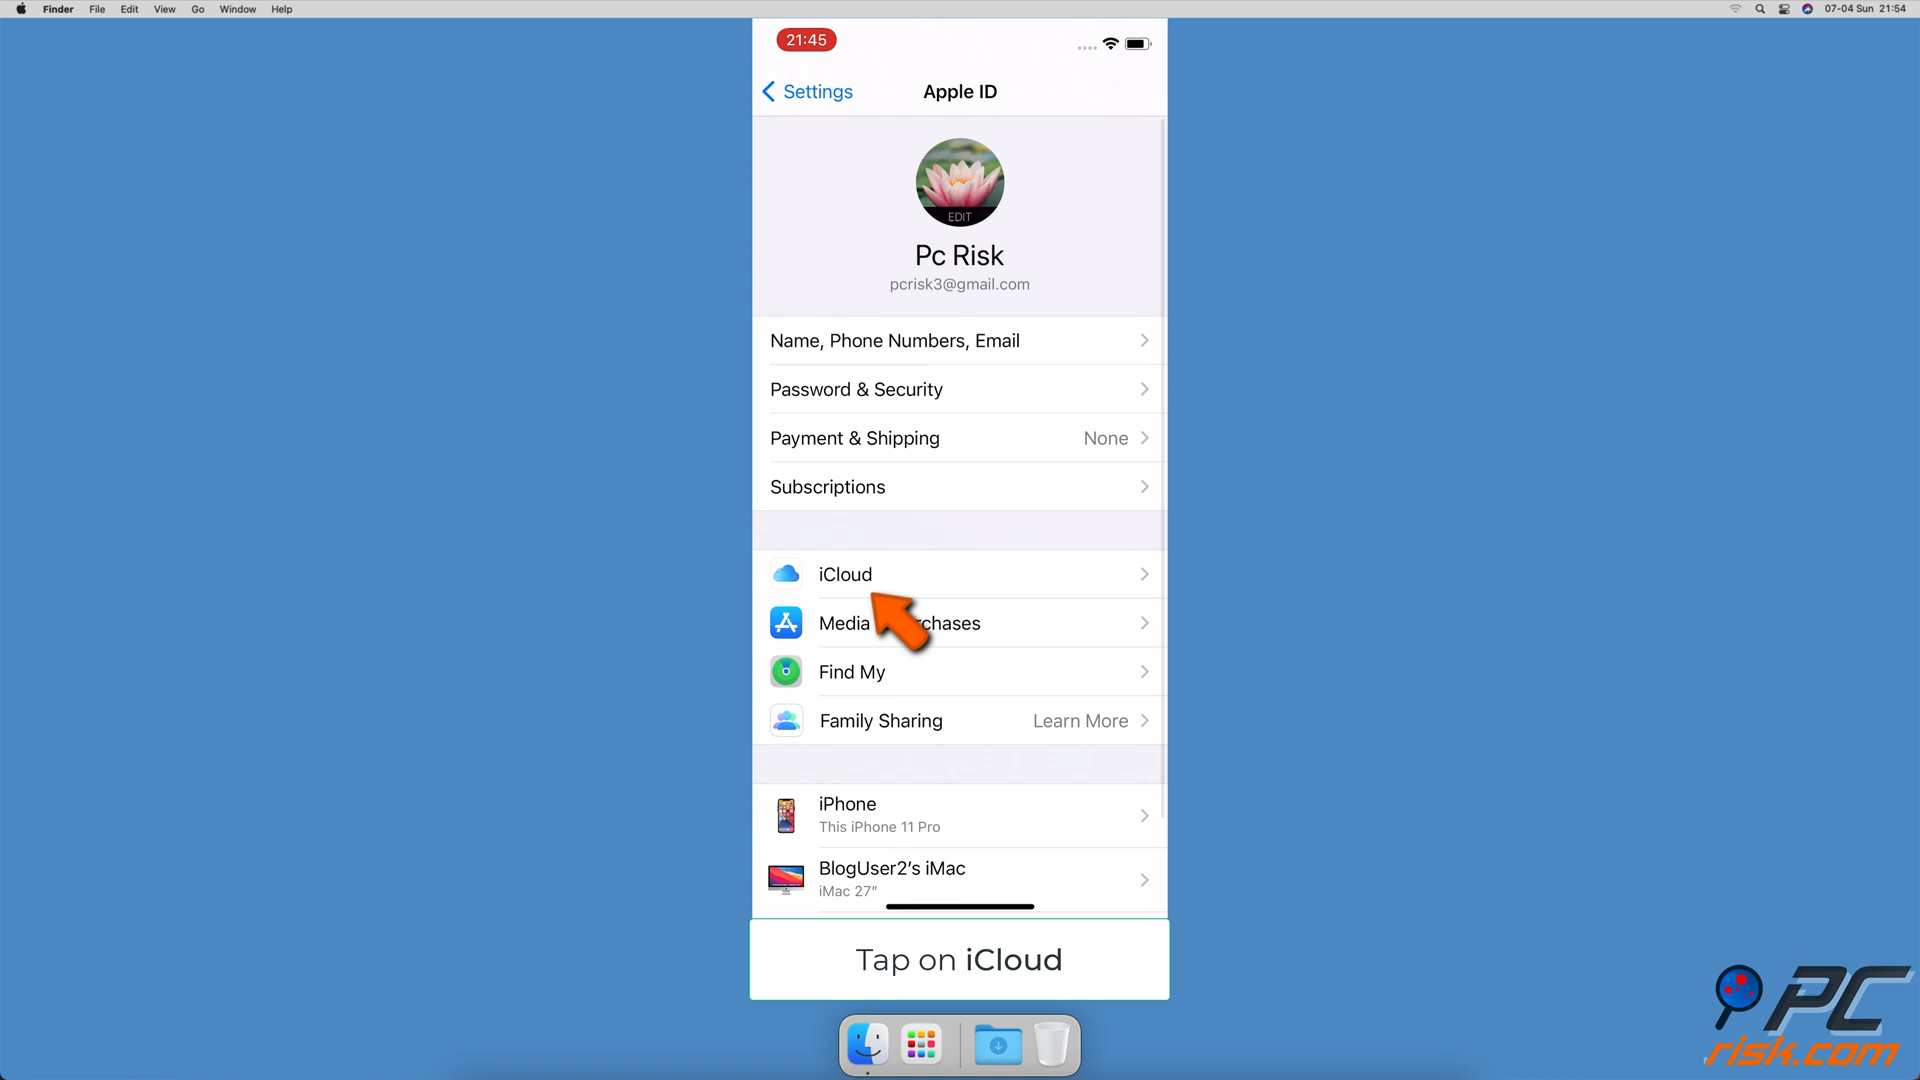 Finder File Edit View Go Window Help
07-04 Sun 21:54
21:45
Settings
Apple ID
EDIT
Pc Risk
pcrisk3@gmail.com
Name, Phone Numbers, Email
Password & Security
Payment & Shipping None
Subscriptions
iCloud
Media chases
Find My
Family Sharing Learn More
iPhone
This iPhone 11 Pro
BlogUser2's iMac
iMac 27"
Tap on iCloud
PC
risk.com